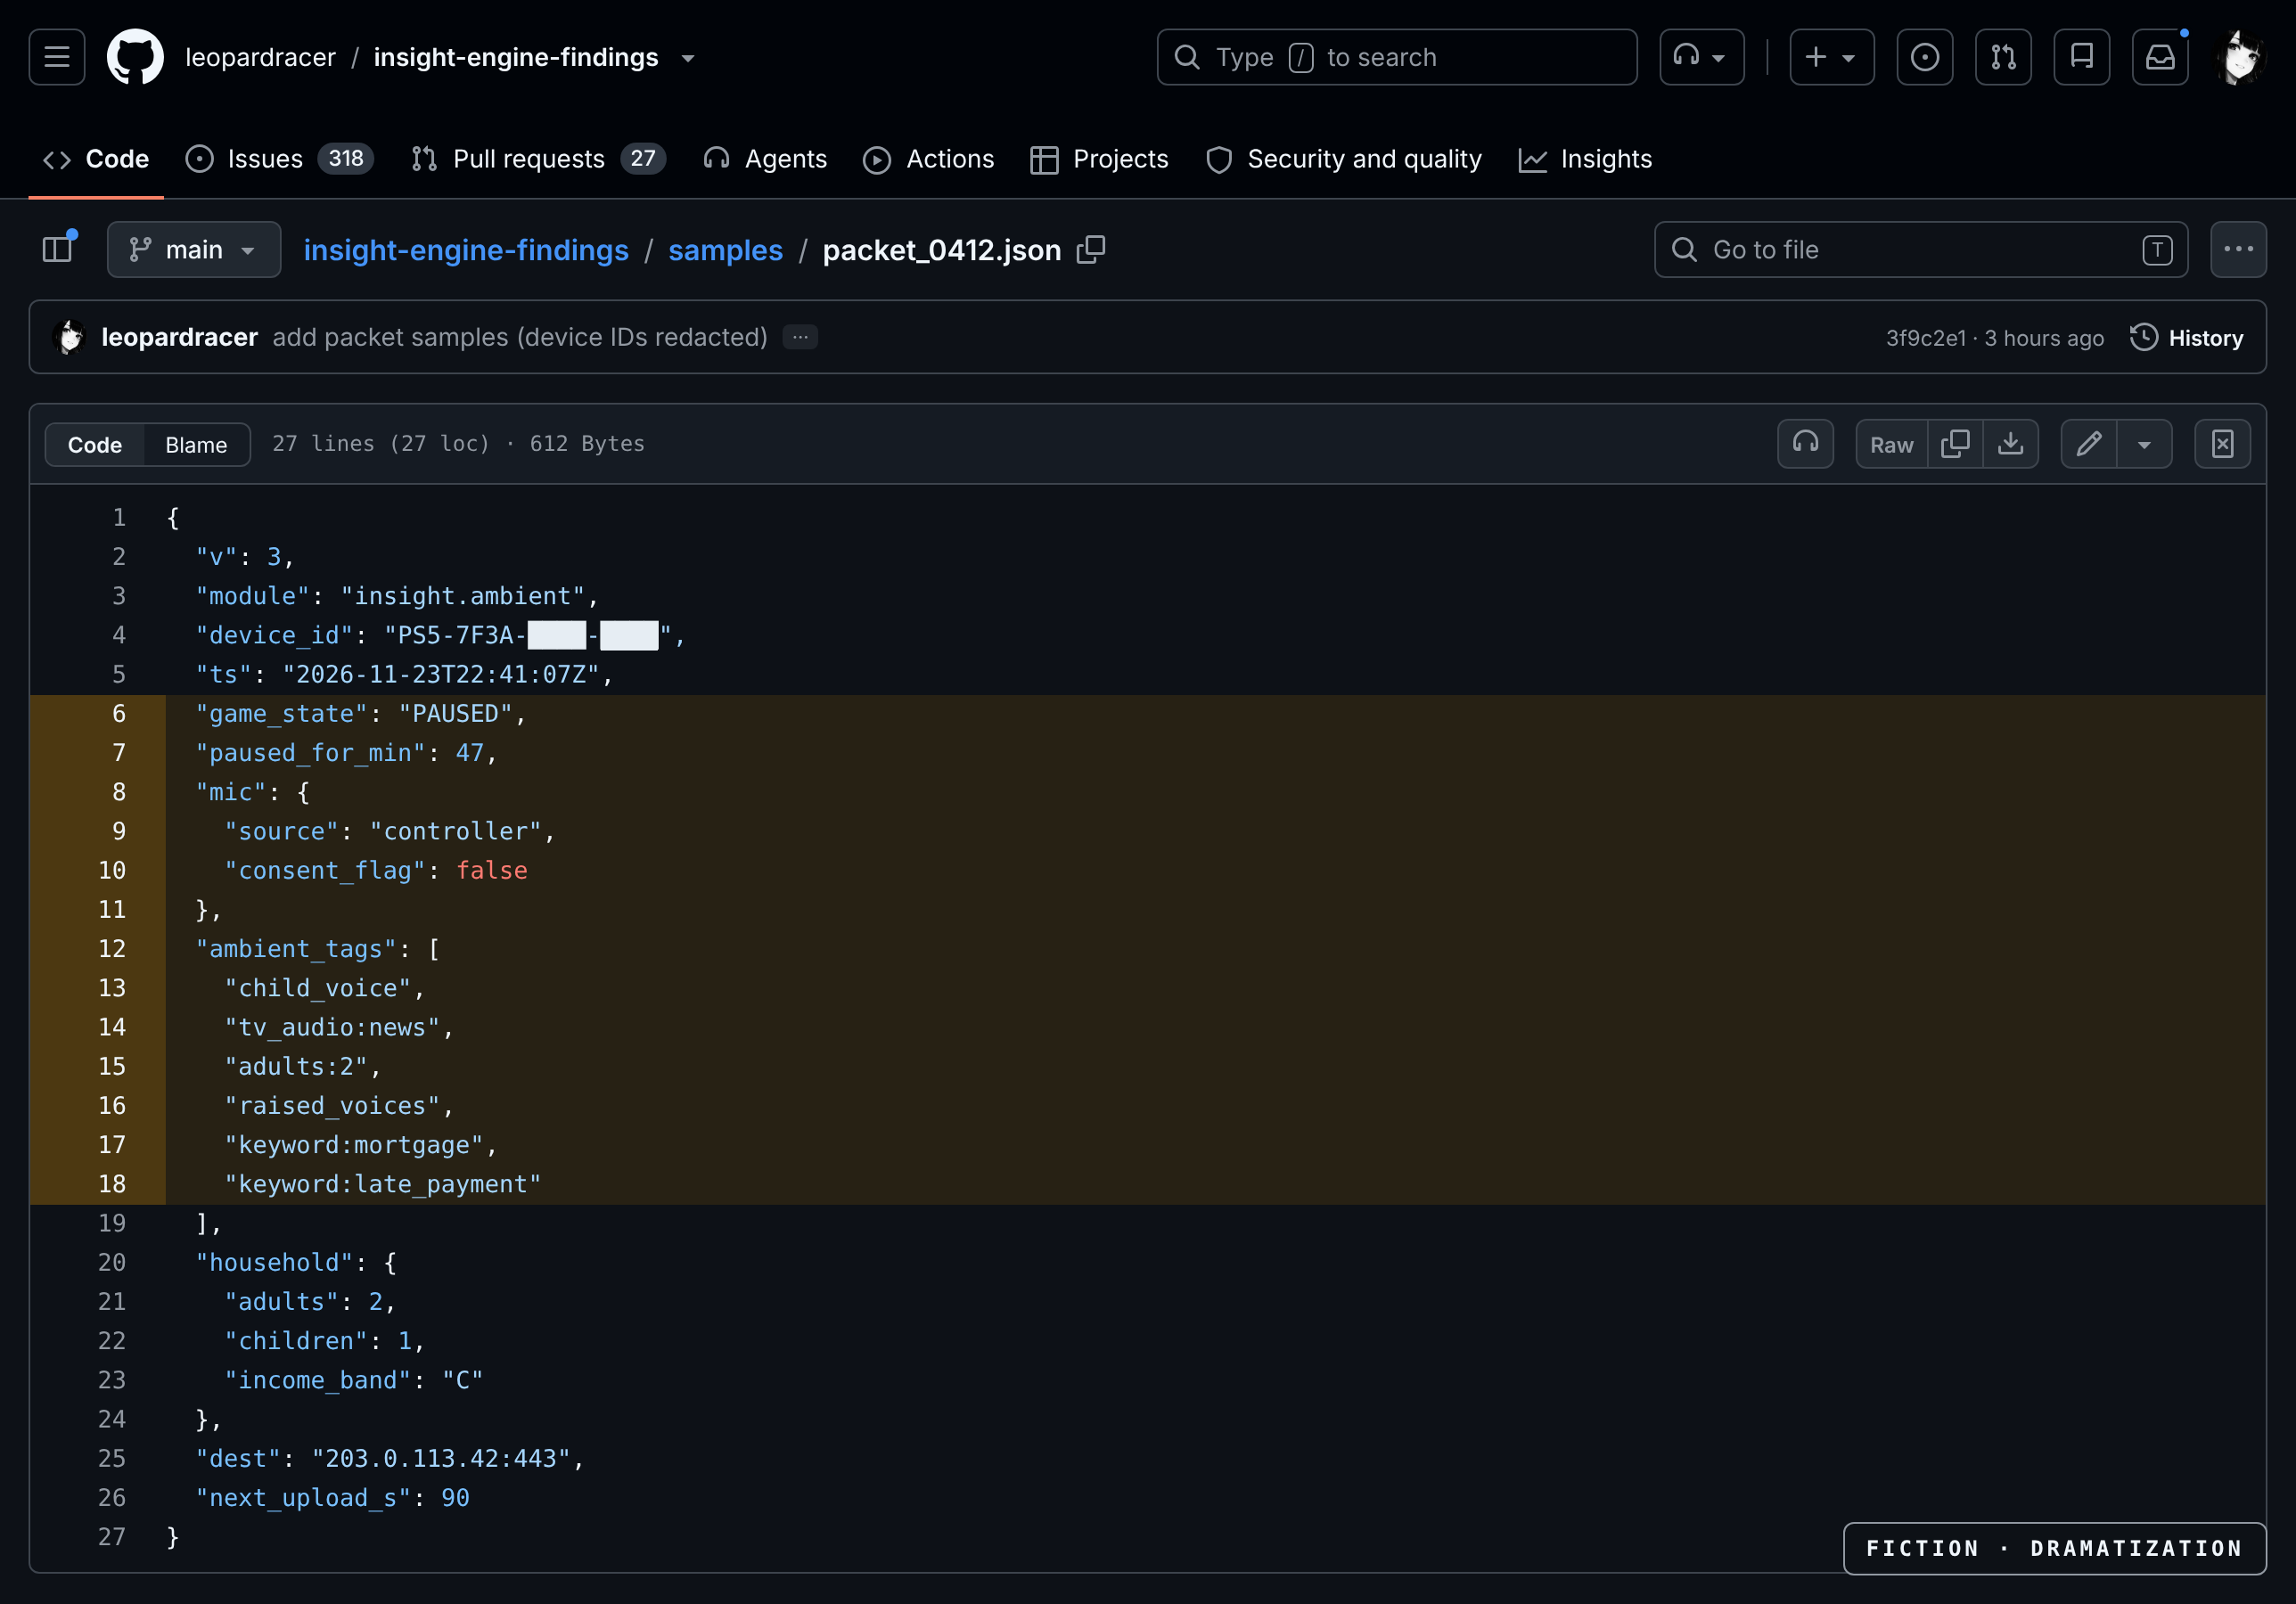 leopardracer / insight-engine-findings
Type / to search
Code
Issues 318
Pull requests 27
Agents
Actions
Projects
Security and quality
Insights
main
insight-engine-findings / samples / packet_0412.json
Go to file T
leopardracer add packet samples (device IDs redacted) ...
3f9c2e1 · 3 hours ago
History
Code Blame 27 lines (27 loc) · 612 Bytes
Raw
1 {
2 "v": 3,
3 "module": "insight.ambient",
4 "device_id": "PS5-7F3A-████-████",
5 "ts": "2026-11-23T22:41:07Z",
6 "game_state": "PAUSED",
7 "paused_for_min": 47,
8 "mic": {
9 "source": "controller",
10 "consent_flag": false
11 },
12 "ambient_tags": [
13 "child_voice",
14 "tv_audio:news",
15 "adults:2",
16 "raised_voices",
17 "keyword:mortgage",
18 "keyword:late_payment"
19 ],
20 "household": {
21 "adults": 2,
22 "children": 1,
23 "income_band": "C"
24 },
25 "dest": "203.0.113.42:443",
26 "next_upload_s": 90
27 }
FICTION · DRAMATIZATION